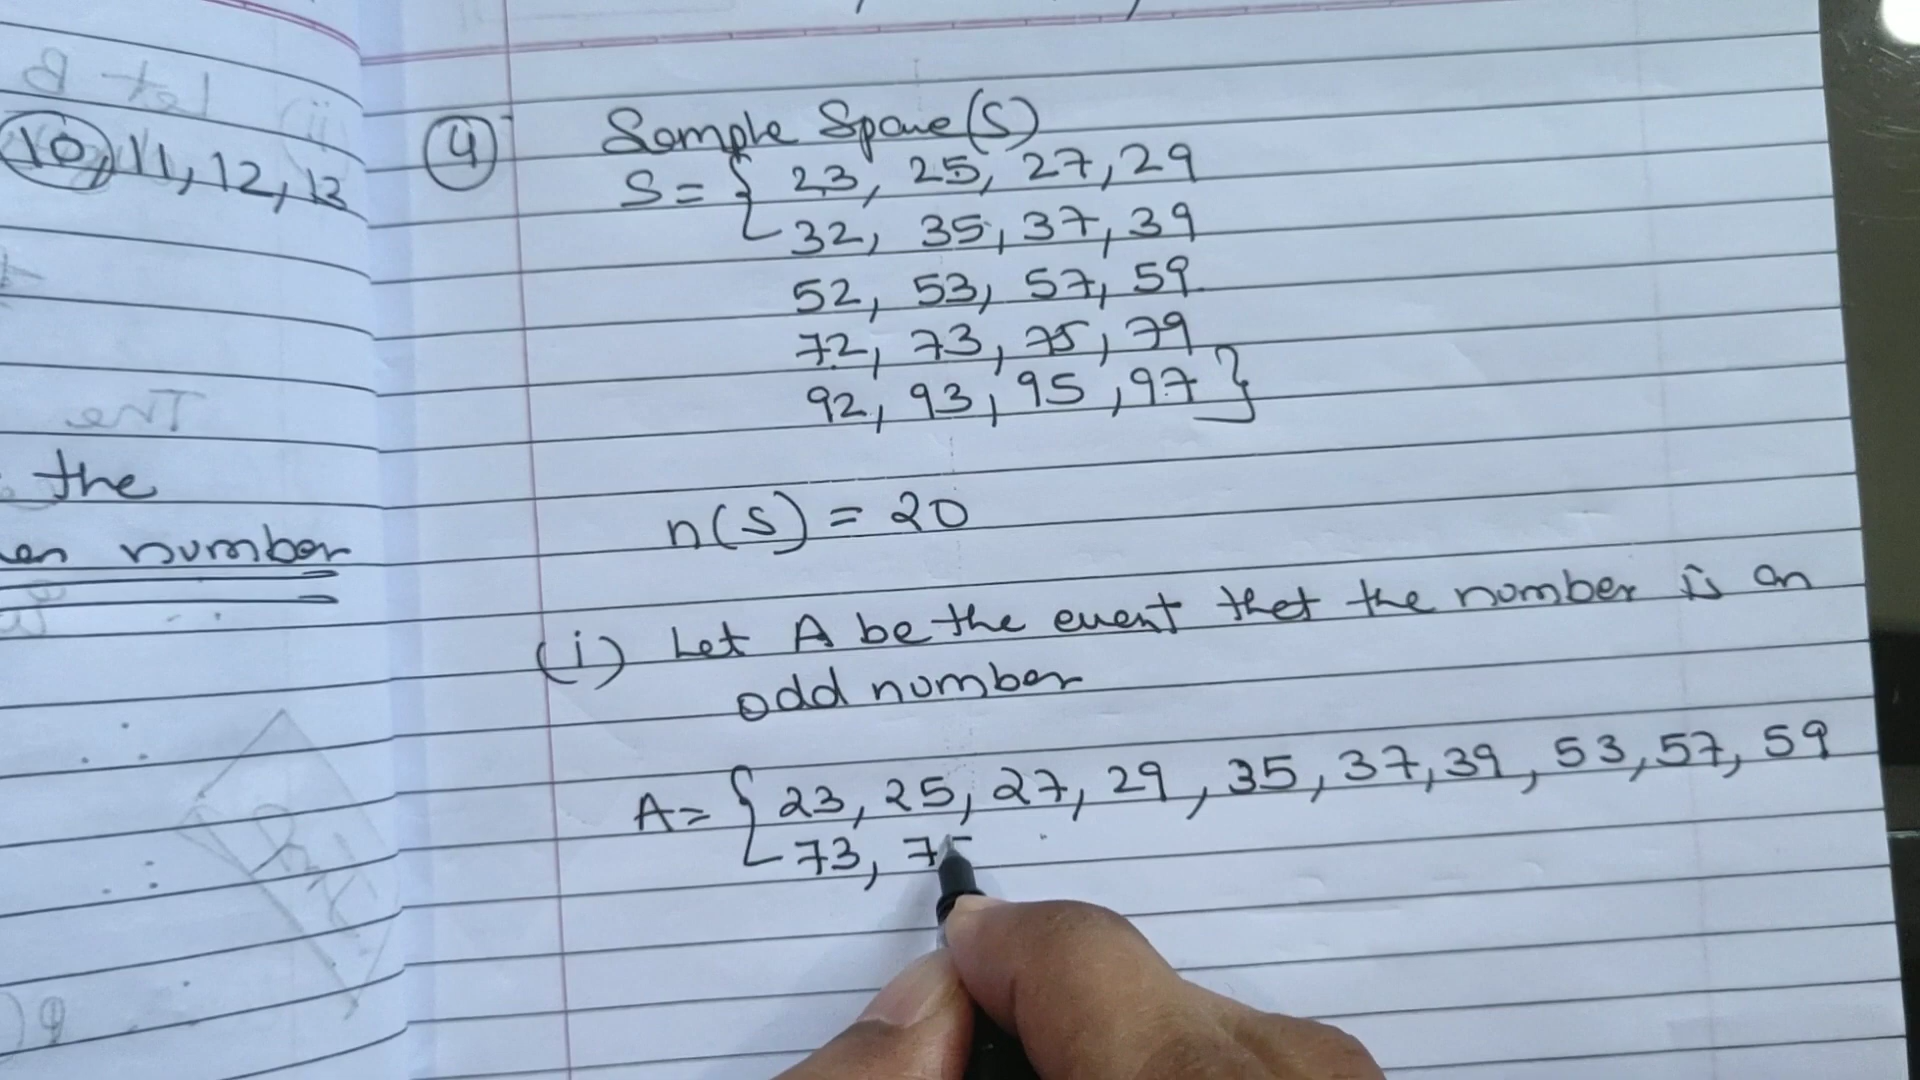 10, 11, 12, 13
the
number
4 Sample Space (S)
S = { 23, 25, 27, 29
32, 35, 37, 39
52, 53, 57, 59
72, 73, 75, 79
92, 93, 95, 97 }
n(S) = 20
(i) Let A be the event that the number is an
odd number
A = { 23, 25, 27, 29, 35, 37, 39, 53, 57, 59
73, 75